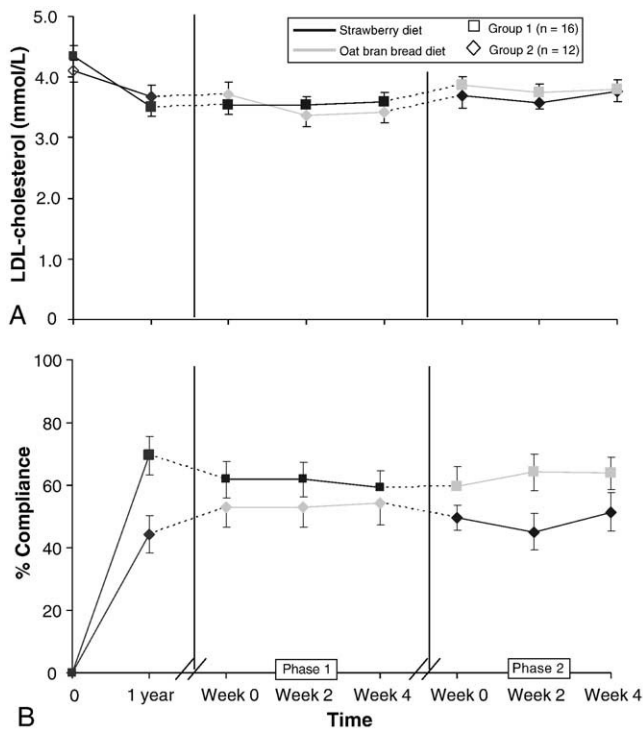 Strawberry diet
Oat bran bread diet
Group 1 (n = 16)
Group 2 (n = 12)
LDL-cholesterol (mmol/L)
5.0
4.0
3.0
2.0
1.0
0
A
% Compliance
100
80
60
40
20
0
Phase 1
Phase 2
0 1 year Week 0 Week 2 Week 4 Week 0 Week 2 Week 4
Time
B